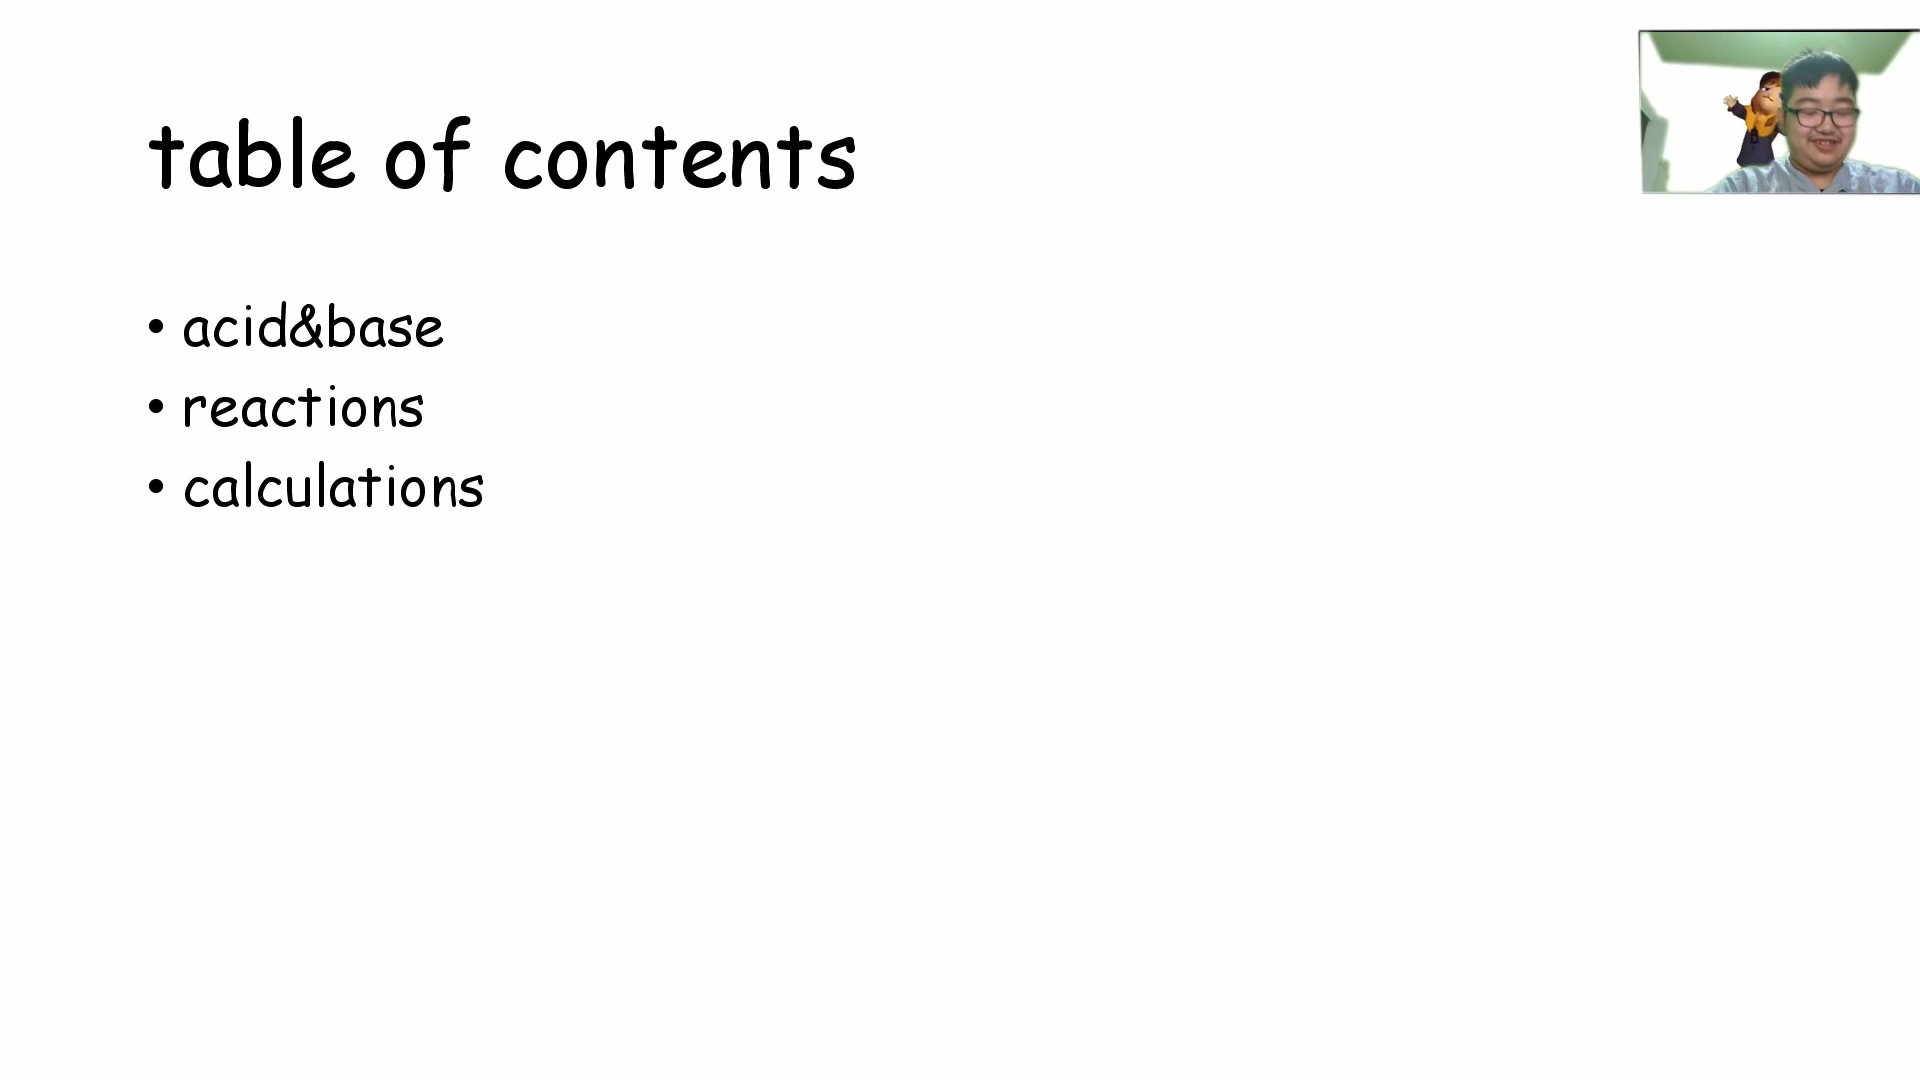 table of contents
• acid&base
• reactions
• calculations